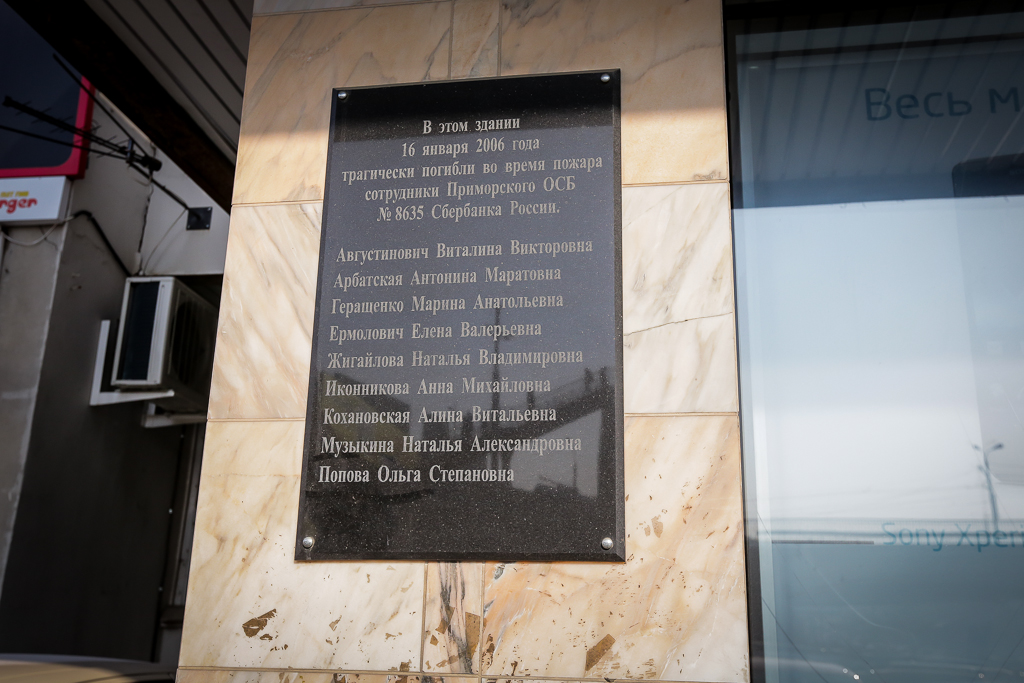 В этом здании
16 января 2006 года
трагически погибли во время пожара
сотрудники Приморского ОСБ
№ 8635 Сбербанка России.
Августинович Виталина Викторовна
Арбатская Антонина Маратовна
Геращенко Марина Анатольевна
Ермолович Елена Валерьевна
Жигайлова Наталья Владимировна
Иконникова Анна Михайловна
Кохановская Алина Витальевна
Музыкина Наталья Александровна
Попова Ольга Степановна
Весь м
Sony Xperi
rger